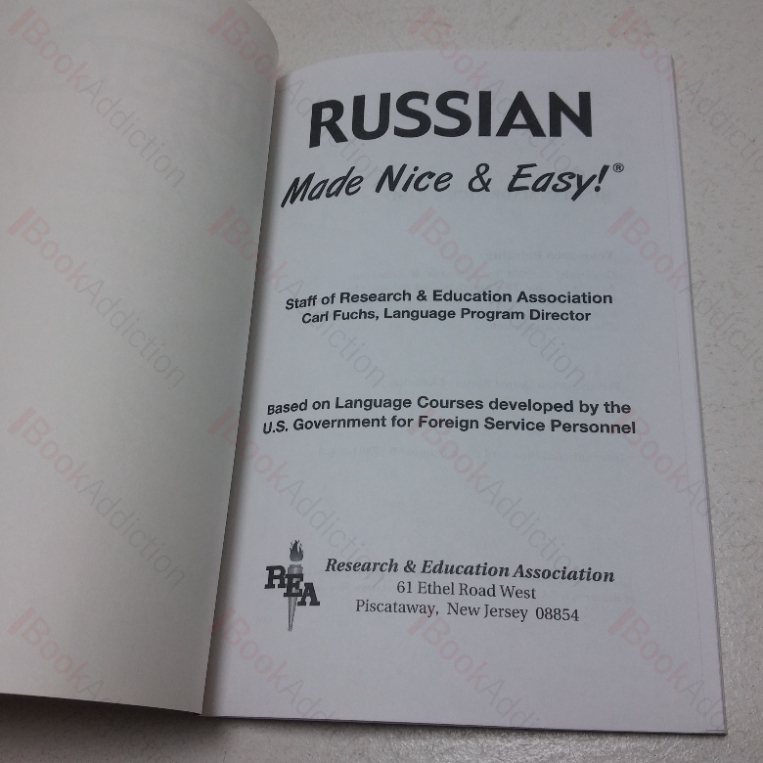 RUSSIAN
Made Nice & Easy!®
Staff of Research & Education Association
Carl Fuchs, Language Program Director
Based on Language Courses developed by the
U.S. Government for Foreign Service Personnel
REA
Research & Education Association
61 Ethel Road West
Piscataway, New Jersey 08854
BookAddiction